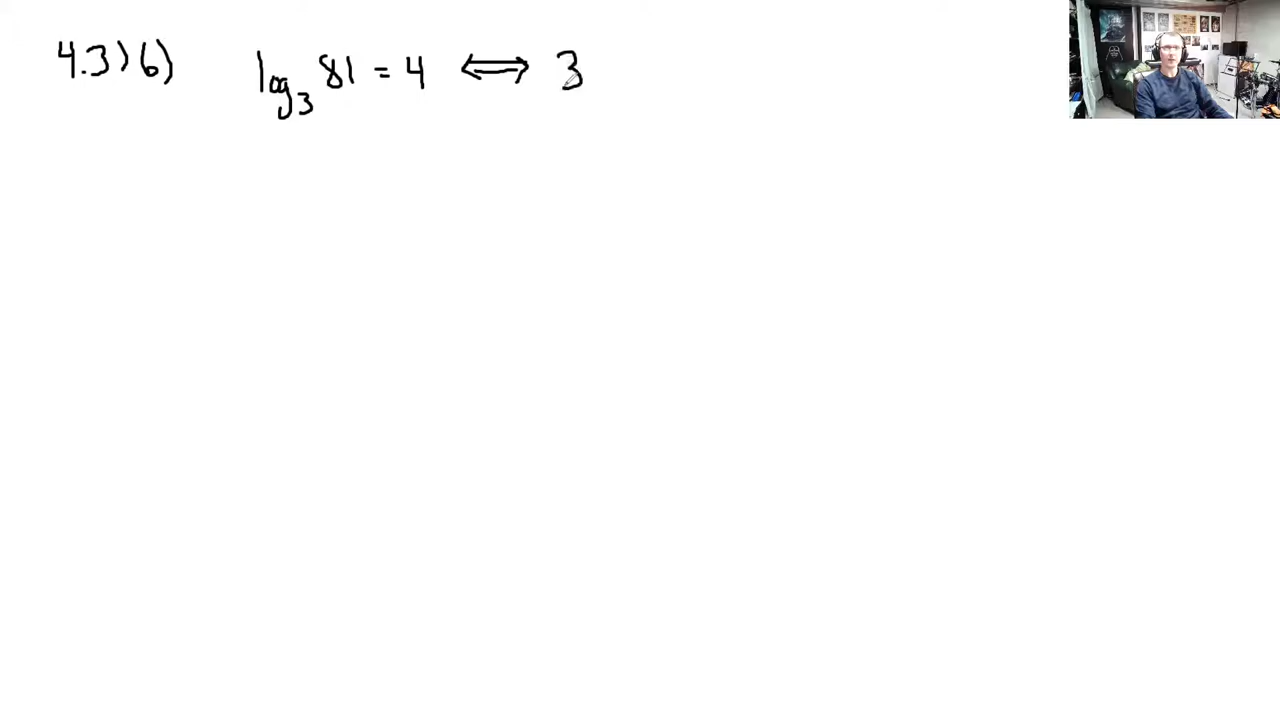 4.3) 6) log₃ 81 = 4 ⟺ 3